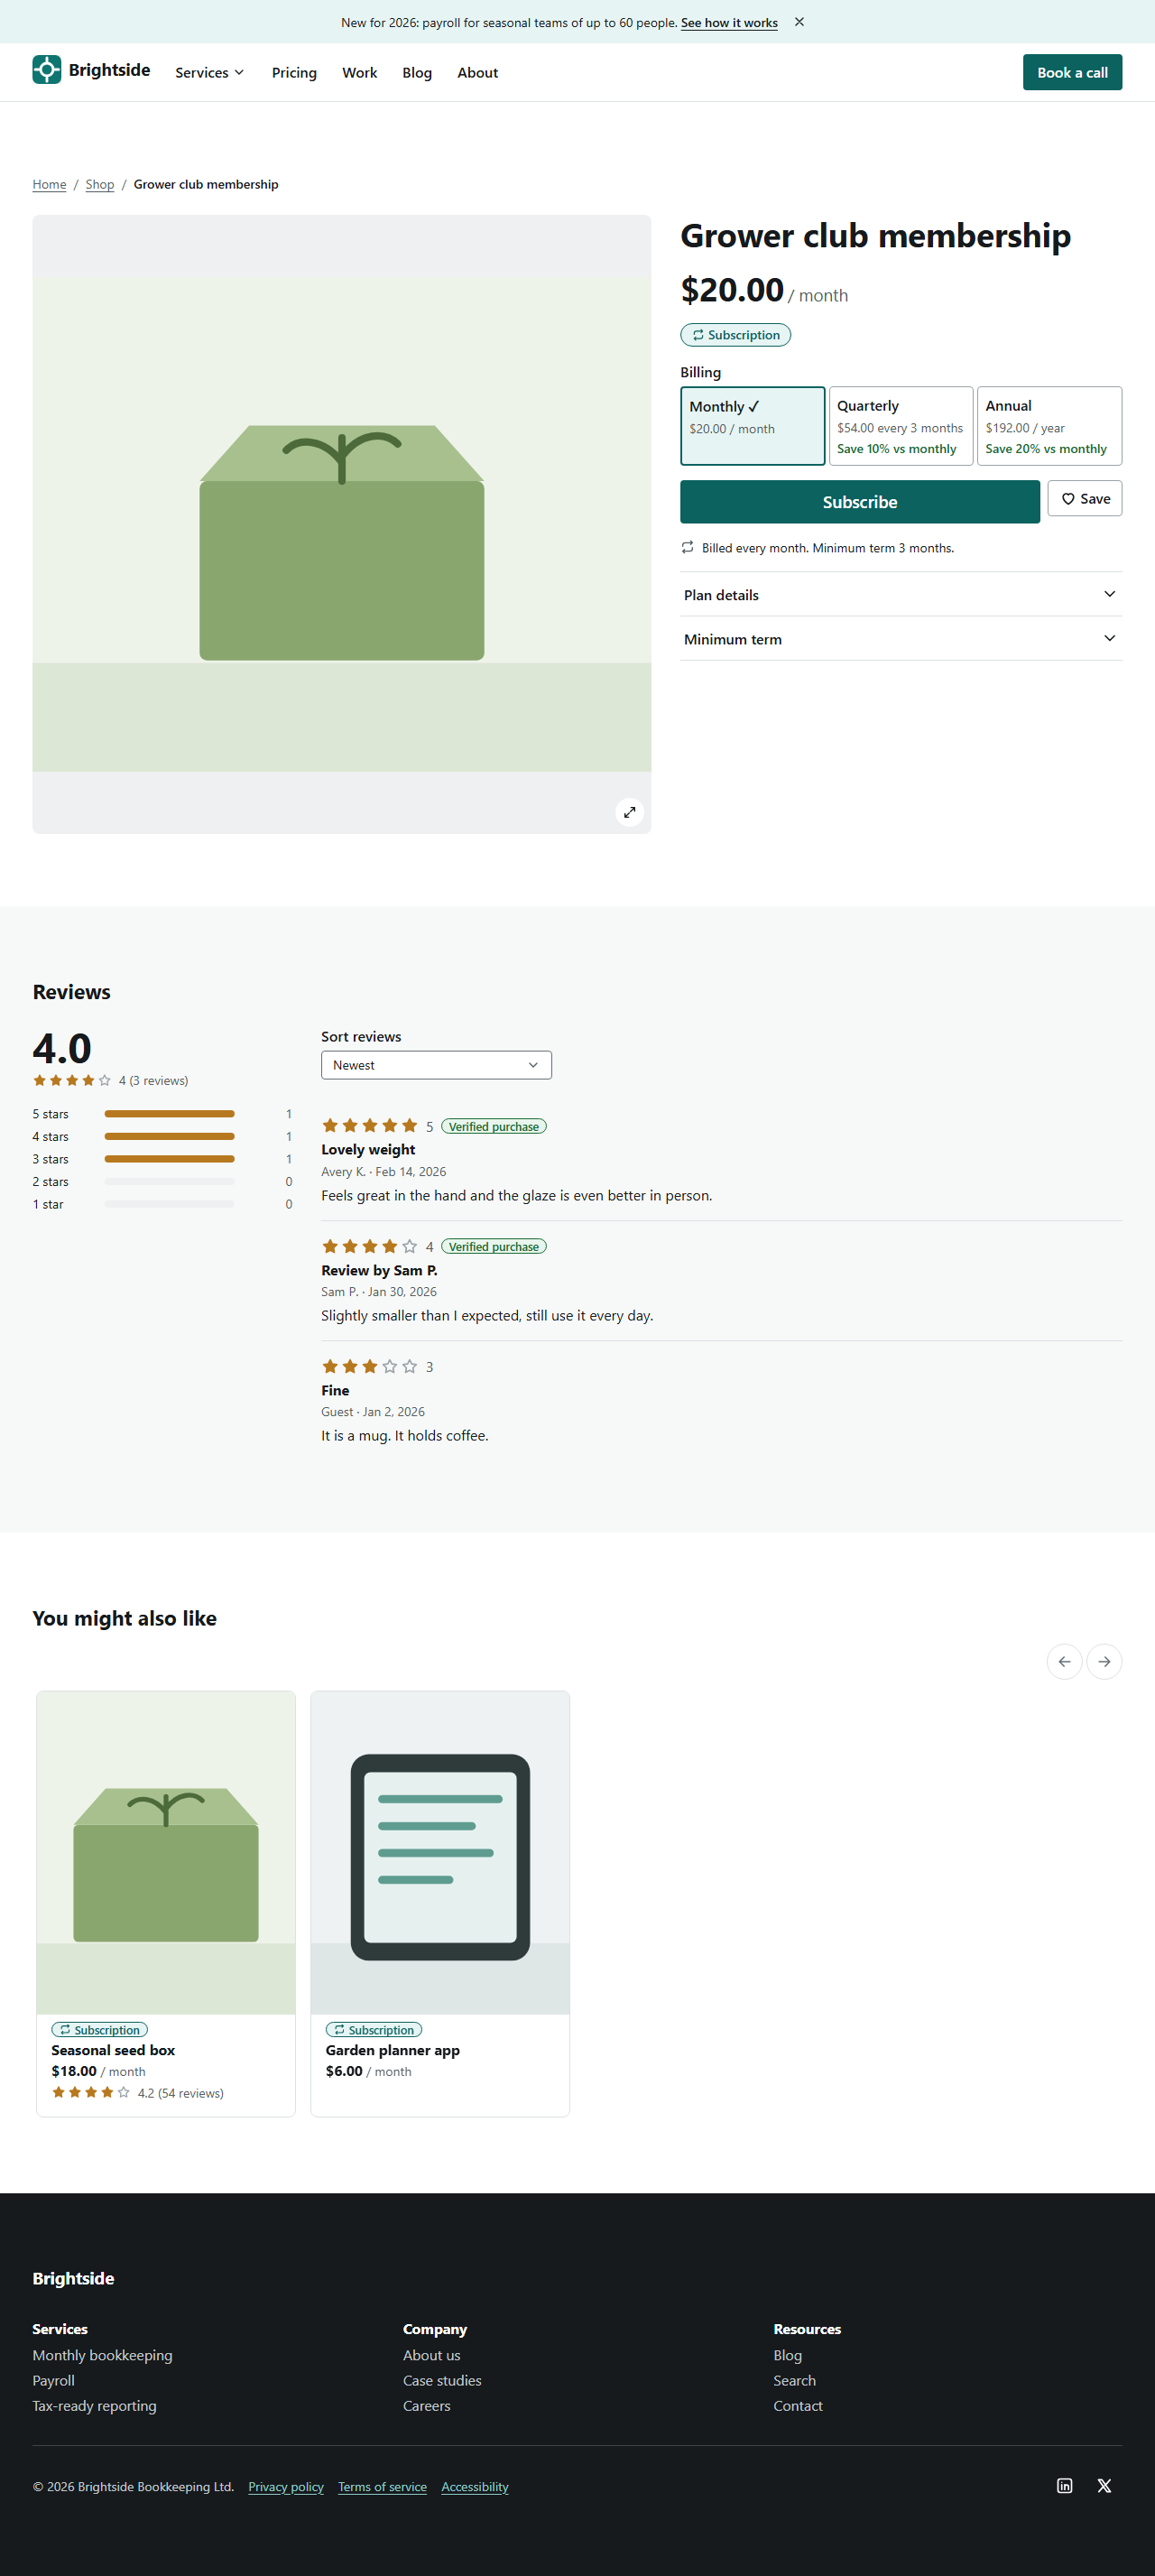 New for 2026: payroll for seasonal teams of up to 60 people. See how it works
Brightside Services Pricing Work Blog About Book a call
Home / Shop / Grower club membership
Grower club membership
$20.00 / month
Subscription
Billing
Monthly ✓ Quarterly Annual
$20.00 / month $54.00 every 3 months $192.00 / year
Save 10% vs monthly Save 20% vs monthly
Subscribe Save
Billed every month. Minimum term 3 months.
Plan details
Minimum term
Reviews
4.0
4 (3 reviews)
5 stars 1
4 stars 1
3 stars 1
2 stars 0
1 star 0
Sort reviews
Newest
5 Verified purchase
Lovely weight
Avery K. · Feb 14, 2026
Feels great in the hand and the glaze is even better in person.
4 Verified purchase
Review by Sam P.
Sam P. · Jan 30, 2026
Slightly smaller than I expected, still use it every day.
3
Fine
Guest · Jan 2, 2026
It is a mug. It holds coffee.
You might also like
Subscription
Seasonal seed box
$18.00 / month
4.2 (54 reviews)
Subscription
Garden planner app
$6.00 / month
Brightside
Services
Monthly bookkeeping
Payroll
Tax-ready reporting
Company
About us
Case studies
Careers
Resources
Blog
Search
Contact
© 2026 Brightside Bookkeeping Ltd. Privacy policy Terms of service Accessibility